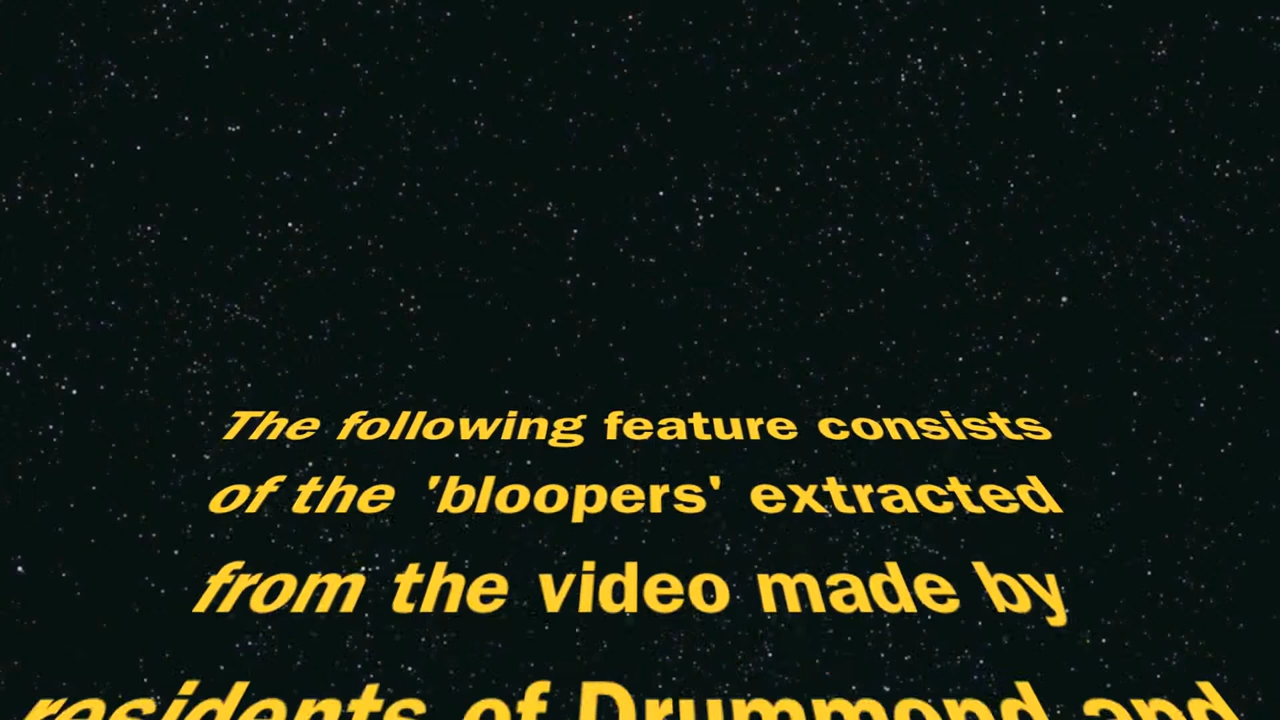 The following feature consists
of the 'bloopers' extracted
from the video made by
residents of Drummond and